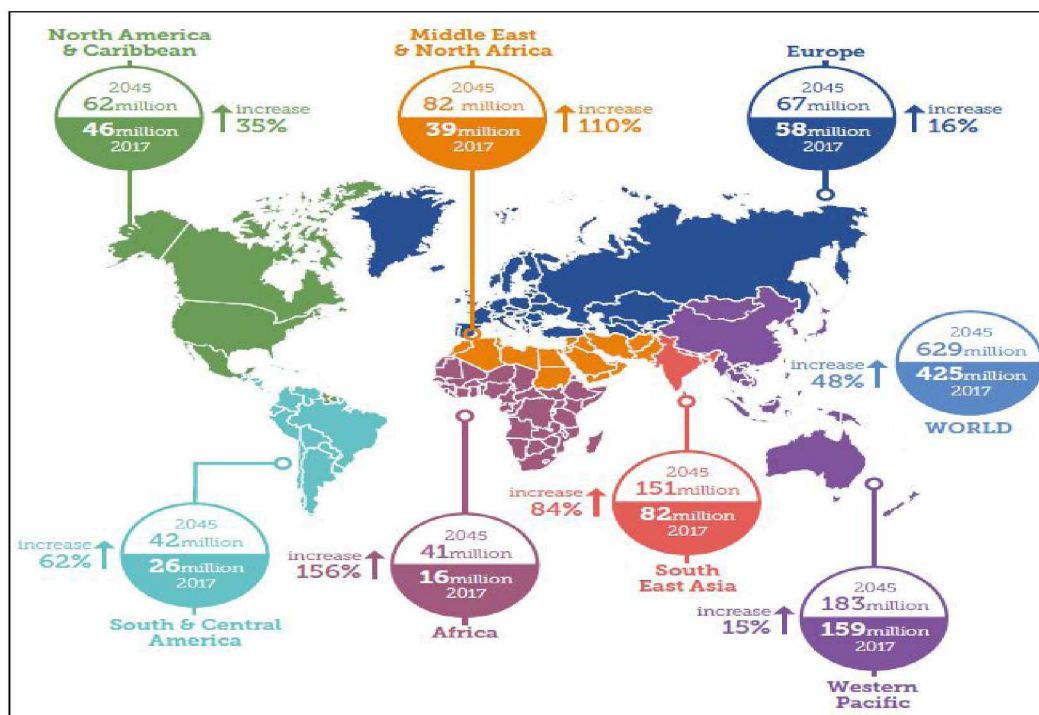 North America
& Caribbean
2045
62million
46million
2017
increase
35%
Middle East
& North Africa
2045
82 million
39million
2017
increase
110%
Europe
2045
67million
58million
2017
increase
16%
2045
629million
425million
2017
increase
48%
WORLD
2045
42million
26million
2017
increase
62%
South & Central
America
2045
41million
16million
2017
increase
156%
Africa
2045
151million
82million
2017
increase
84%
South
East Asia
2045
183million
159million
2017
increase
15%
Western
Pacific